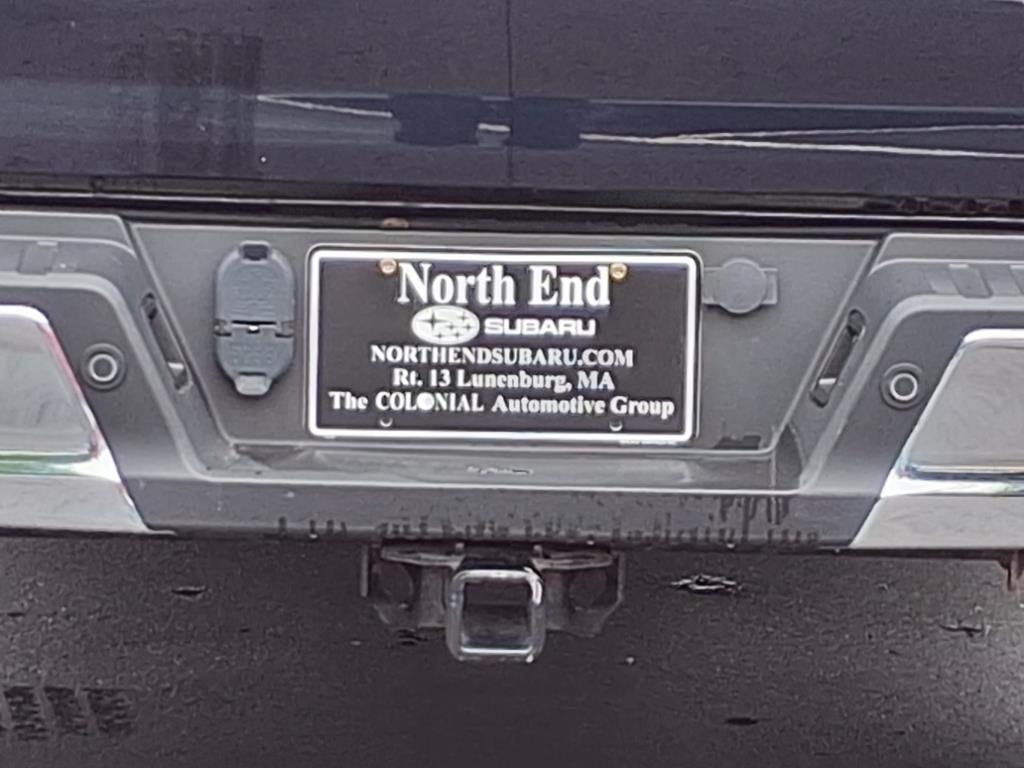 North End
SUBARU
NORTHENDSUBARU.COM
Rt. 13 Lunenburg, MA
The COLONIAL Automotive Group